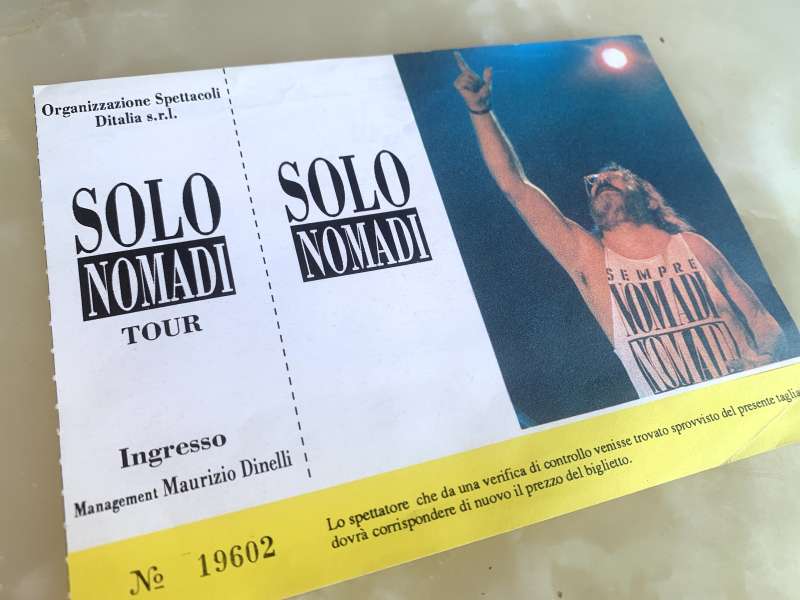 Organizzazione Spettacoli
Ditalia s.r.l.
SOLO
NOMADI
TOUR
Ingresso
Management Maurizio Dinelli
Nº 19602
SOLO
NOMADI
SEMPRE
NOMADI
NOMADI
Lo spettatore che da una verifica di controllo venisse trovato sprovvisto del presente
dovrà corrispondere di nuovo il prezzo del biglietto.